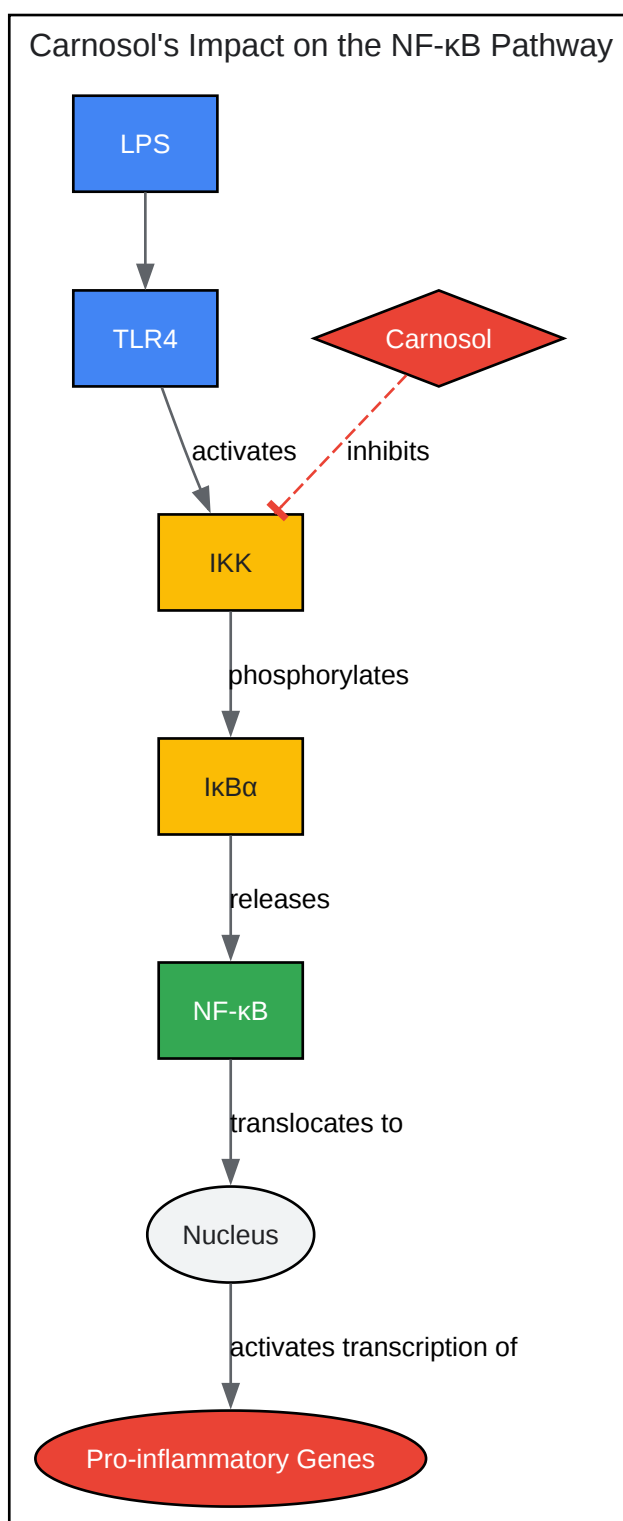 Carnosol's Impact on the NF-κB Pathway
LPS
TLR4
Carnosol
activates
inhibits
IKK
phosphorylates
IκBα
releases
NF-κB
translocates to
Nucleus
activates transcription of
Pro-inflammatory Genes